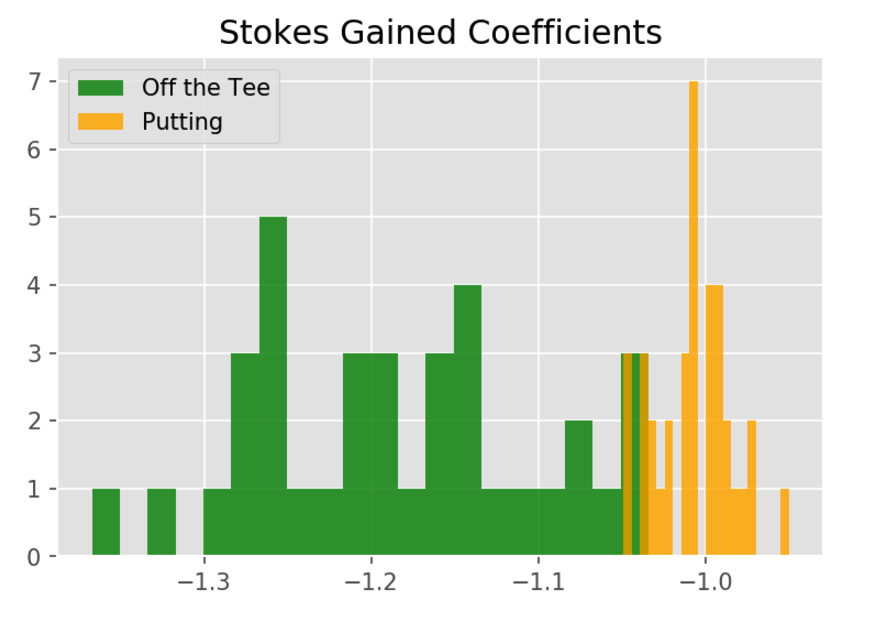 Stokes Gained Coefficients
7
6
5
4
3
2
1
0
Off the Tee
Putting
−1.3 −1.2 −1.1 −1.0